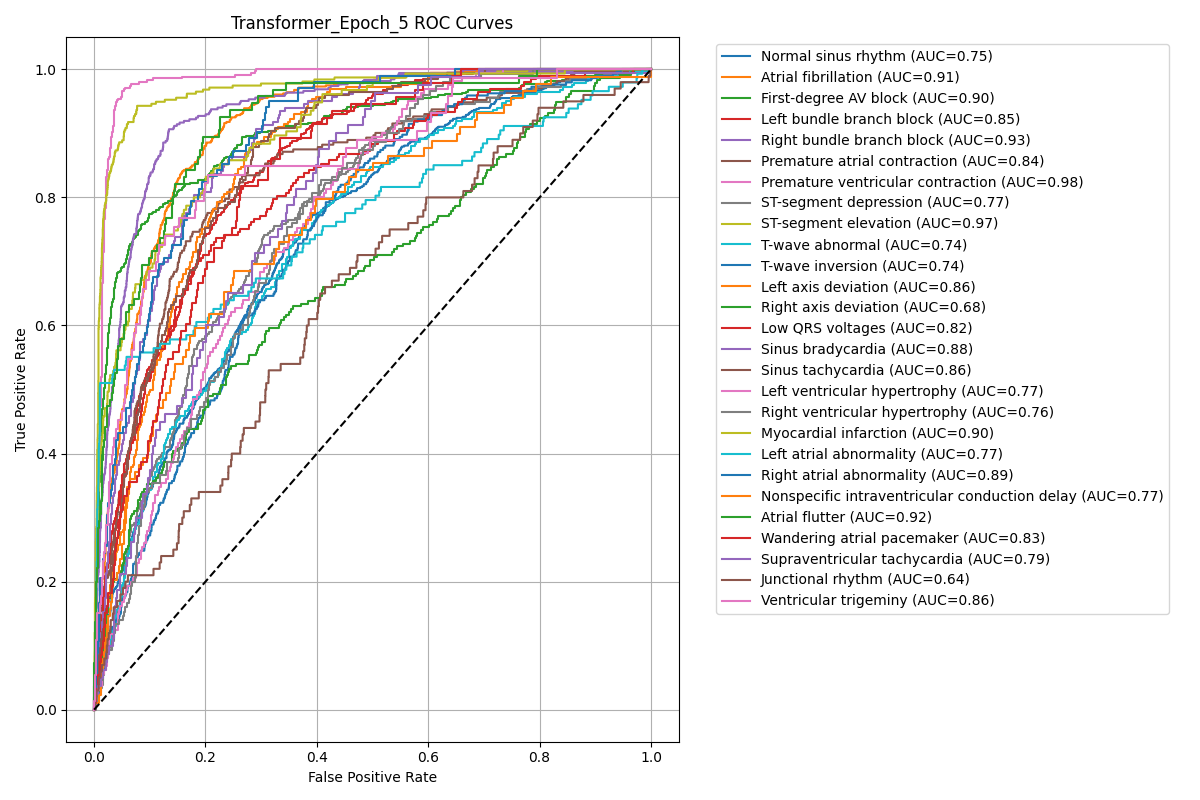 Transformer_Epoch_5 ROC Curves
True Positive Rate
1.0
0.8
0.6
0.4
0.2
0.0
0.0 0.2 0.4 0.6 0.8 1.0
False Positive Rate
Normal sinus rhythm (AUC=0.75)
Atrial fibrillation (AUC=0.91)
First-degree AV block (AUC=0.90)
Left bundle branch block (AUC=0.85)
Right bundle branch block (AUC=0.93)
Premature atrial contraction (AUC=0.84)
Premature ventricular contraction (AUC=0.98)
ST-segment depression (AUC=0.77)
ST-segment elevation (AUC=0.97)
T-wave abnormal (AUC=0.74)
T-wave inversion (AUC=0.74)
Left axis deviation (AUC=0.86)
Right axis deviation (AUC=0.68)
Low QRS voltages (AUC=0.82)
Sinus bradycardia (AUC=0.88)
Sinus tachycardia (AUC=0.86)
Left ventricular hypertrophy (AUC=0.77)
Right ventricular hypertrophy (AUC=0.76)
Myocardial infarction (AUC=0.90)
Left atrial abnormality (AUC=0.77)
Right atrial abnormality (AUC=0.89)
Nonspecific intraventricular conduction delay (AUC=0.77)
Atrial flutter (AUC=0.92)
Wandering atrial pacemaker (AUC=0.83)
Supraventricular tachycardia (AUC=0.79)
Junctional rhythm (AUC=0.64)
Ventricular trigeminy (AUC=0.86)